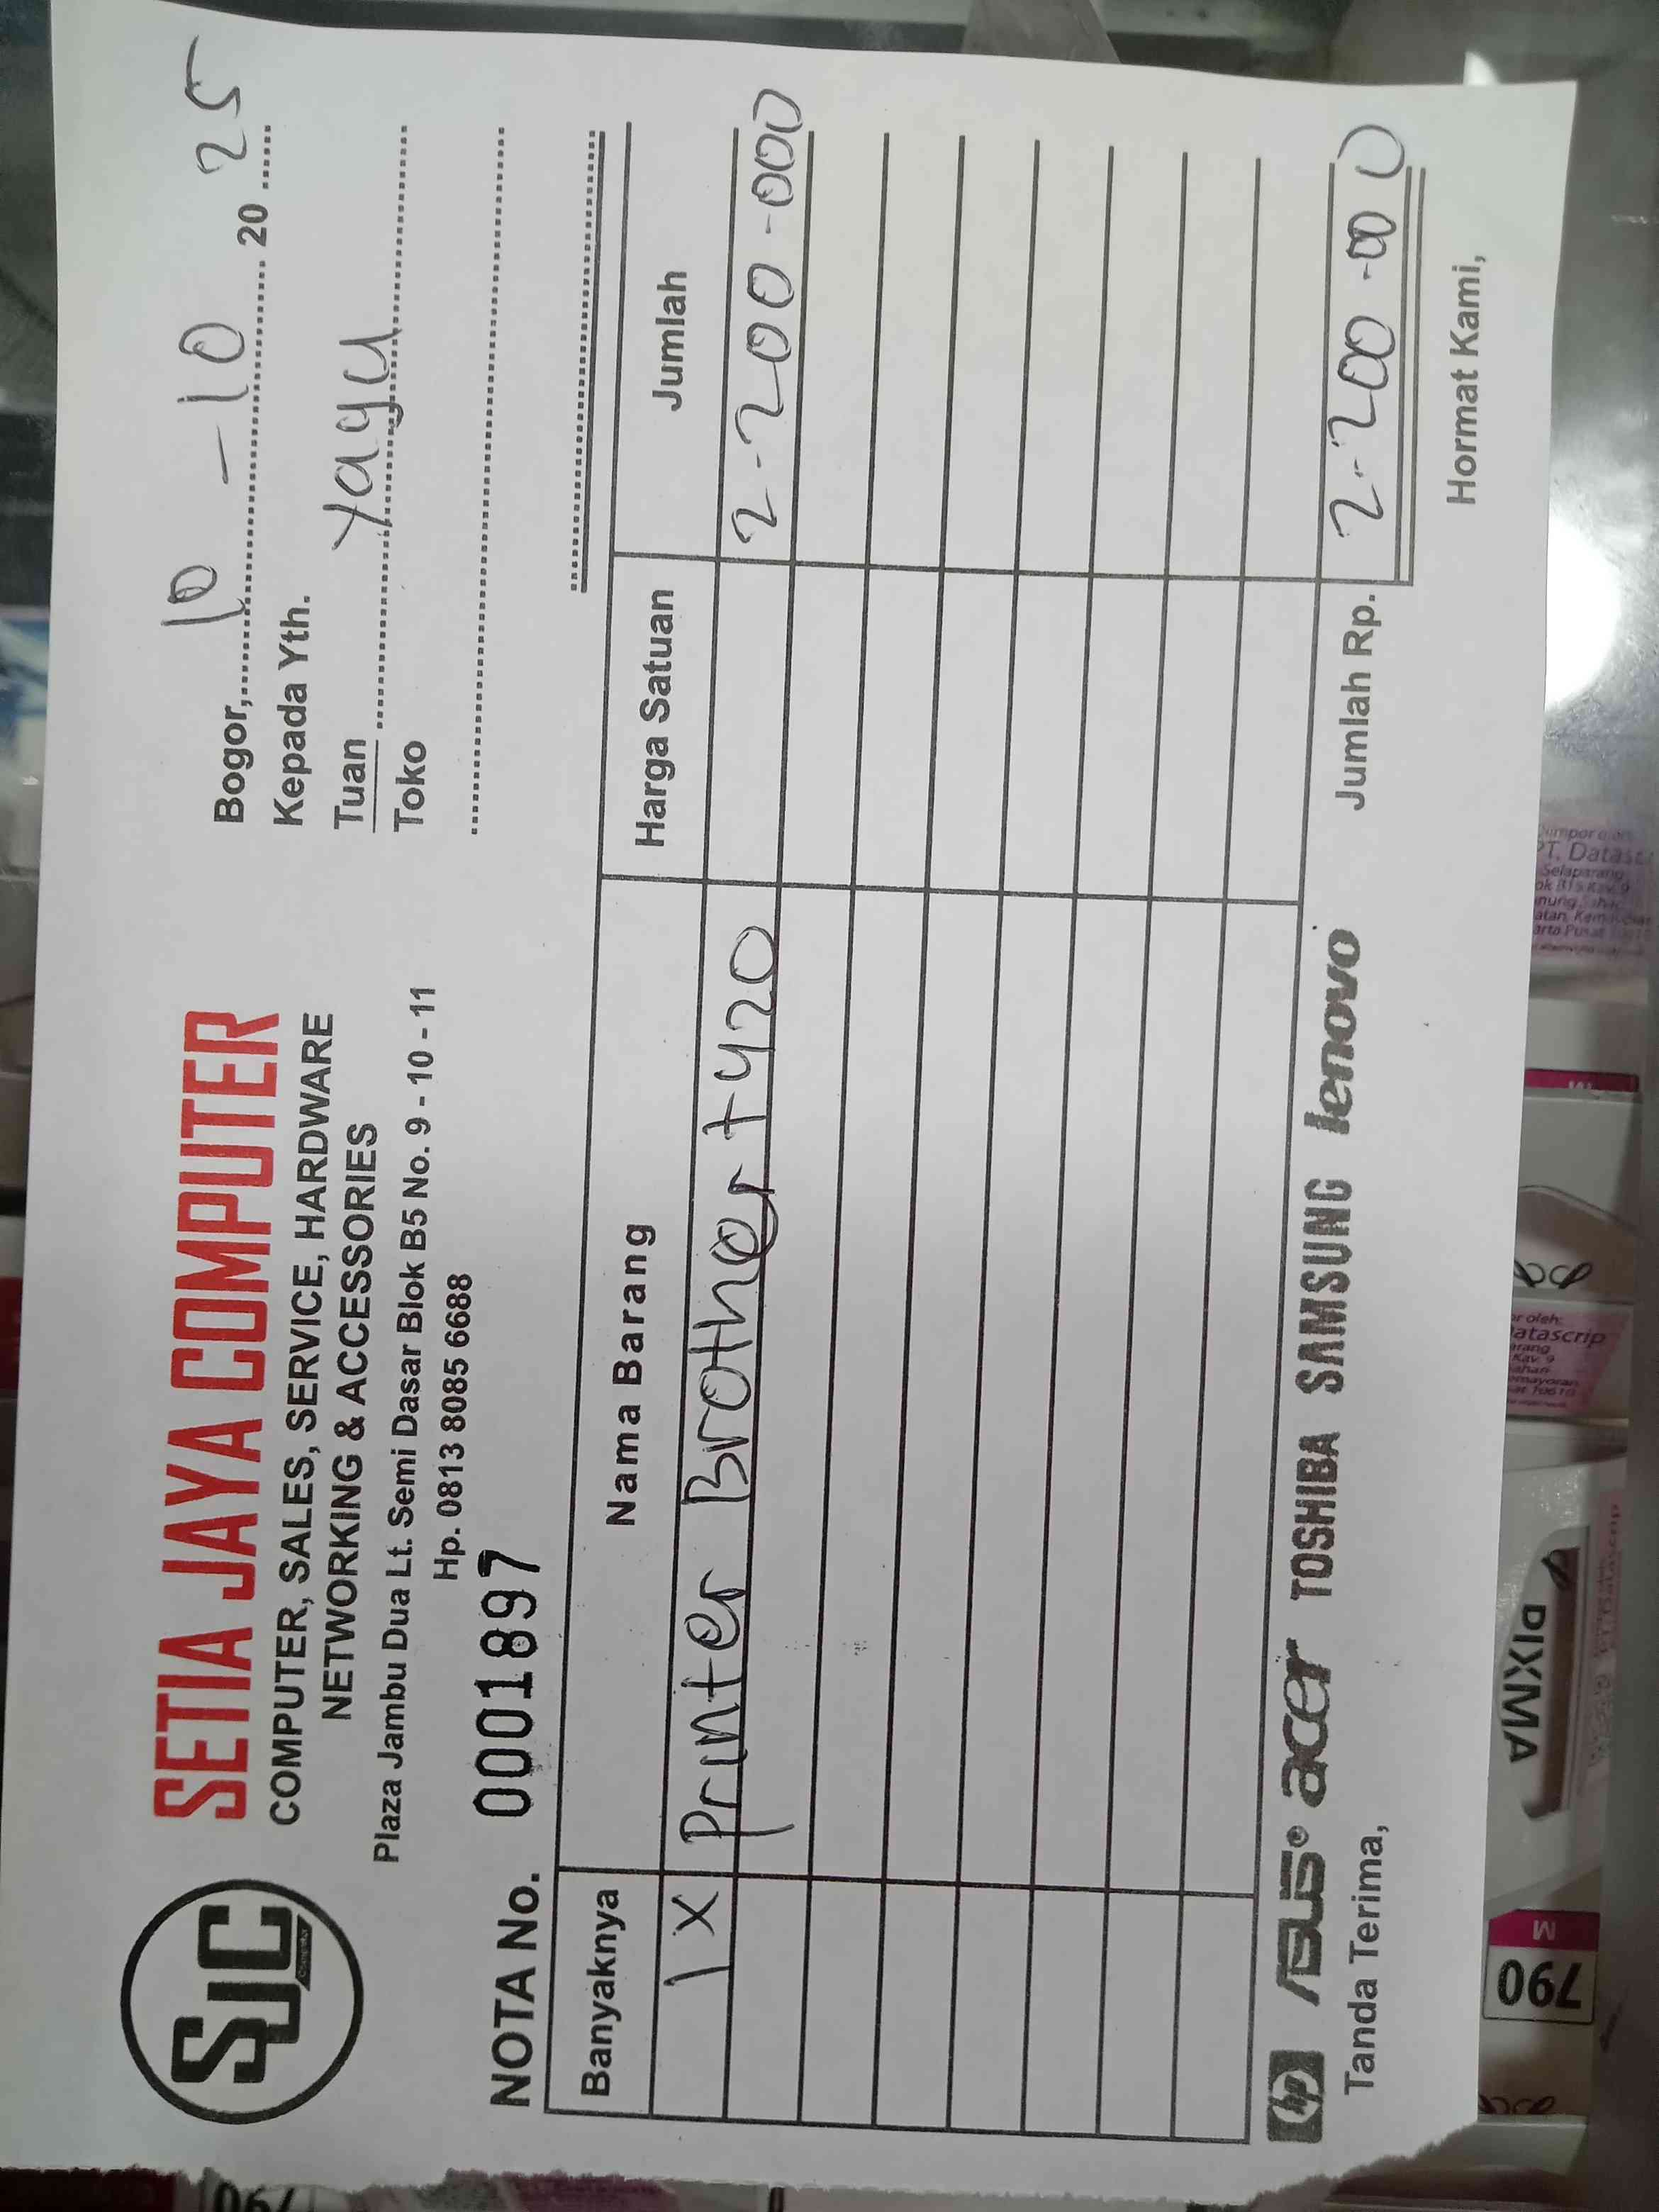 SJC
SETIA JAYA COMPUTER
COMPUTER, SALES, SERVICE, HARDWARE
NETWORKING & ACCESSORIES
Plaza Jambu Dua Lt. Semi Dasar Blok B5 No. 9 - 10 - 11
Hp. 0813 8085 6688
NOTA No. 0001897
Bogor, 10 - 10 20 25
Kepada Yth.
Tuan Yayu
Toko
Banyaknya Nama Barang Harga Satuan Jumlah
1 X Printer Brother t420 2-200-000
Jumlah Rp. 2-200-000
hp ASUS acer TOSHIBA SAMSUNG lenovo
Tanda Terima,
Hormat Kami,
790
M
PIXMA
PT. Datasc
Selaparang